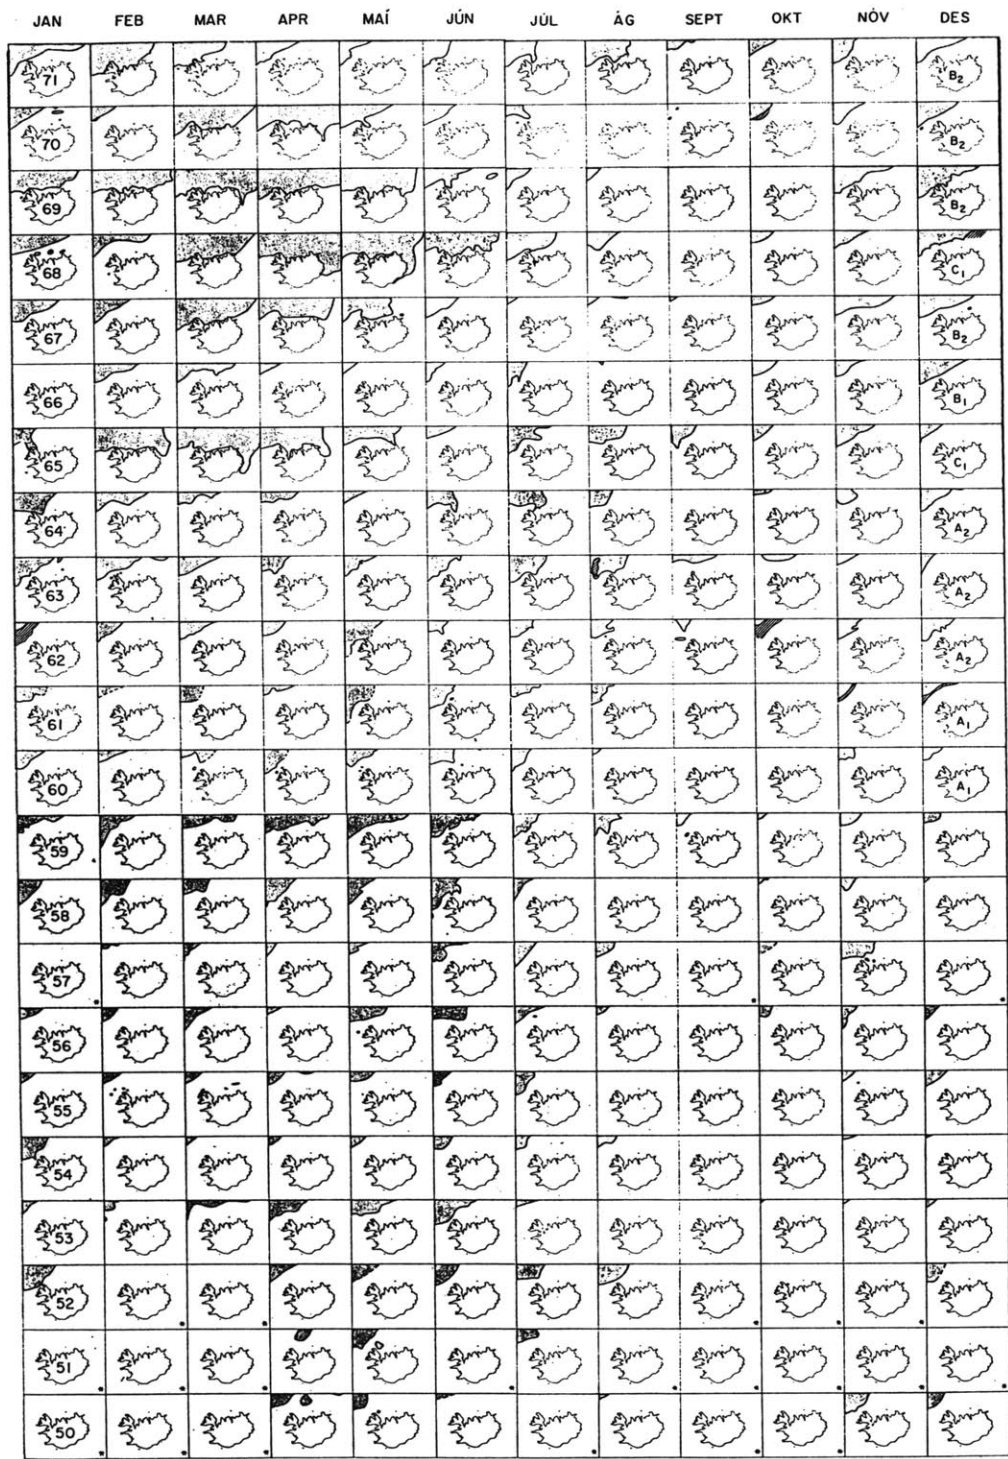 JAN FEB MAR APR MAÍ JÚN JÚL ÁG SEPT OKT NÓV DES
71 B2
70 B2
69 B2
68 C1
67 B2
66 B1
65 C1
64 A2
63 A2
62 A2
61 A1
60 A1
59
58
57
56
55
54
53
52
51
50